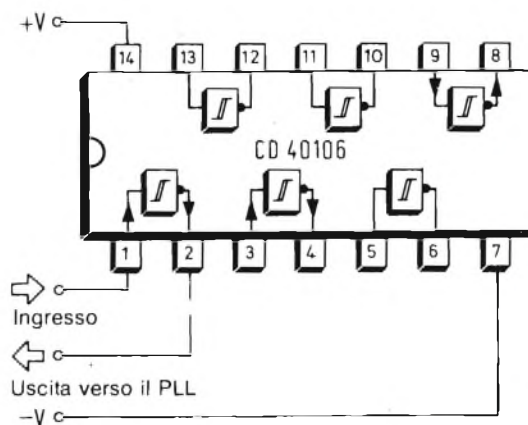 +V
14 13 12 11 10 9 8
CD 40106
1 2 3 4 5 6 7
Ingresso
Uscita verso il PLL
-V